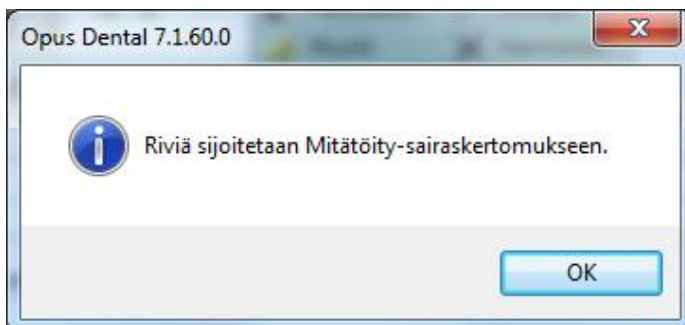 Opus Dental 7.1.60.0
Riviä sijoitetaan Mitätöity-sairaskertomukseen.
OK